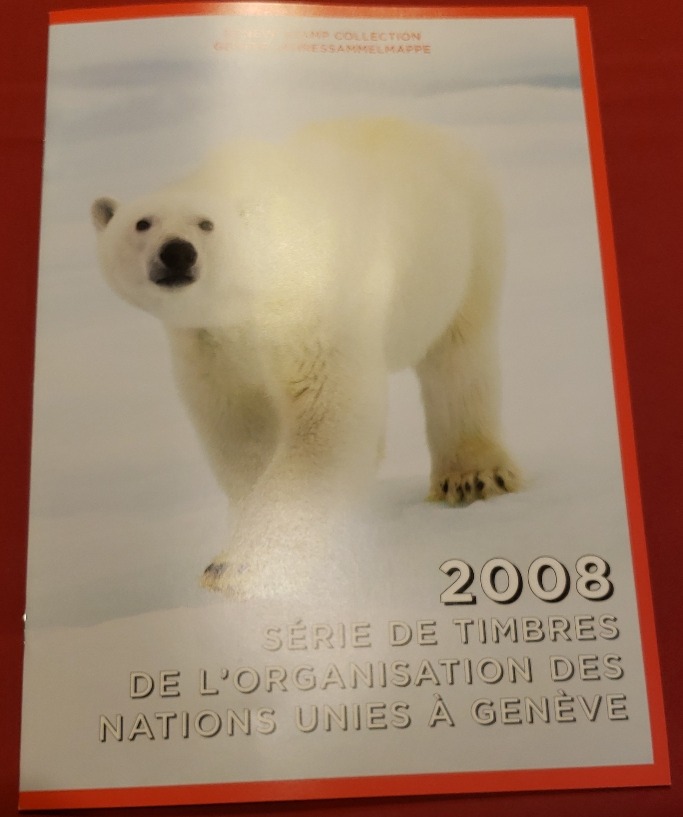 STAMP COLLECTION
2008
SÉRIE DE TIMBRES
DE L'ORGANISATION DES
NATIONS UNIES À GENÈVE